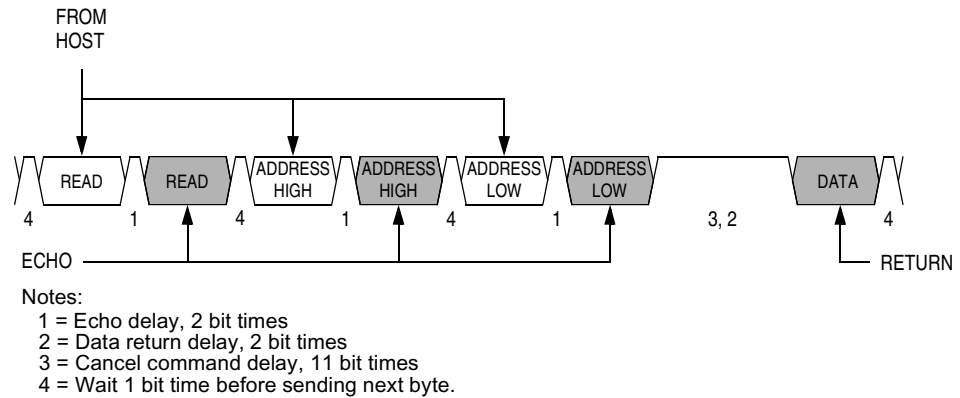 FROM
HOST
READ READ ADDRESS HIGH ADDRESS HIGH ADDRESS LOW ADDRESS LOW DATA
4 1 4 1 4 1 3, 2 4
ECHO RETURN
Notes:
1 = Echo delay, 2 bit times
2 = Data return delay, 2 bit times
3 = Cancel command delay, 11 bit times
4 = Wait 1 bit time before sending next byte.